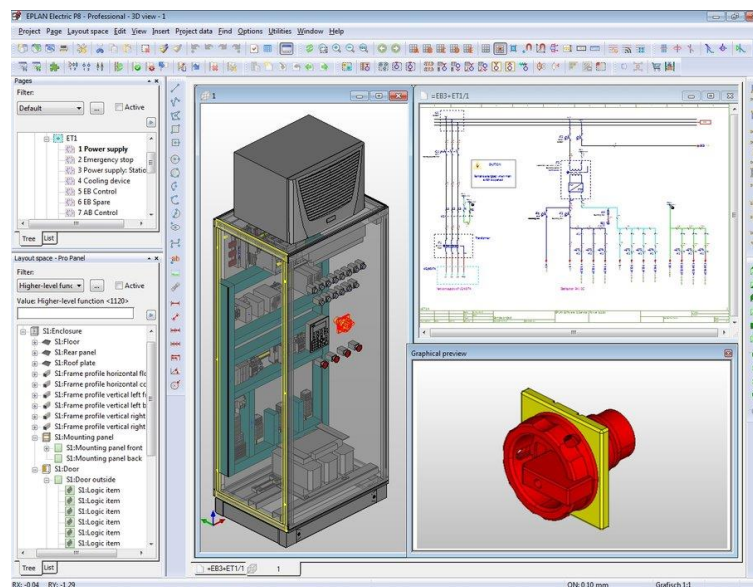 EPLAN Electric P8 - Professional - 3D view - 1
Project Page Layout space Edit View Insert Project data Find Options Utilities Window Help
Pages
Filter:
Default
...
Active
ET1
1 Power supply
2 Emergency stop
3 Power supply: Statio
4 Cooling device
5 EB Control
6 EB Spare
7 AB Control
Tree List
Layout space - Pro Panel
Filter:
Higher-level func
...
Active
Value: Higher-level function <1120>
S1:Enclosure
S1:Floor
S1:Rear panel
S1:Roof plate
S1:Frame profile horizontal flo
S1:Frame profile horizontal co
S1:Frame profile vertical left f
S1:Frame profile vertical left b
S1:Frame profile vertical right
S1:Frame profile vertical right
S1:Mounting panel
S1:Mounting panel front
S1:Mounting panel back
S1:Door
S1:Door outside
S1:Logic item
S1:Logic item
S1:Logic item
S1:Logic item
S1:Logic item
Tree List
1
=EB3+ET1/1
Graphical preview
=EB3+ET1/1
1
RX: -0.04 RY: -1.29
ON: 0.10 mm
Grafisch 1:1